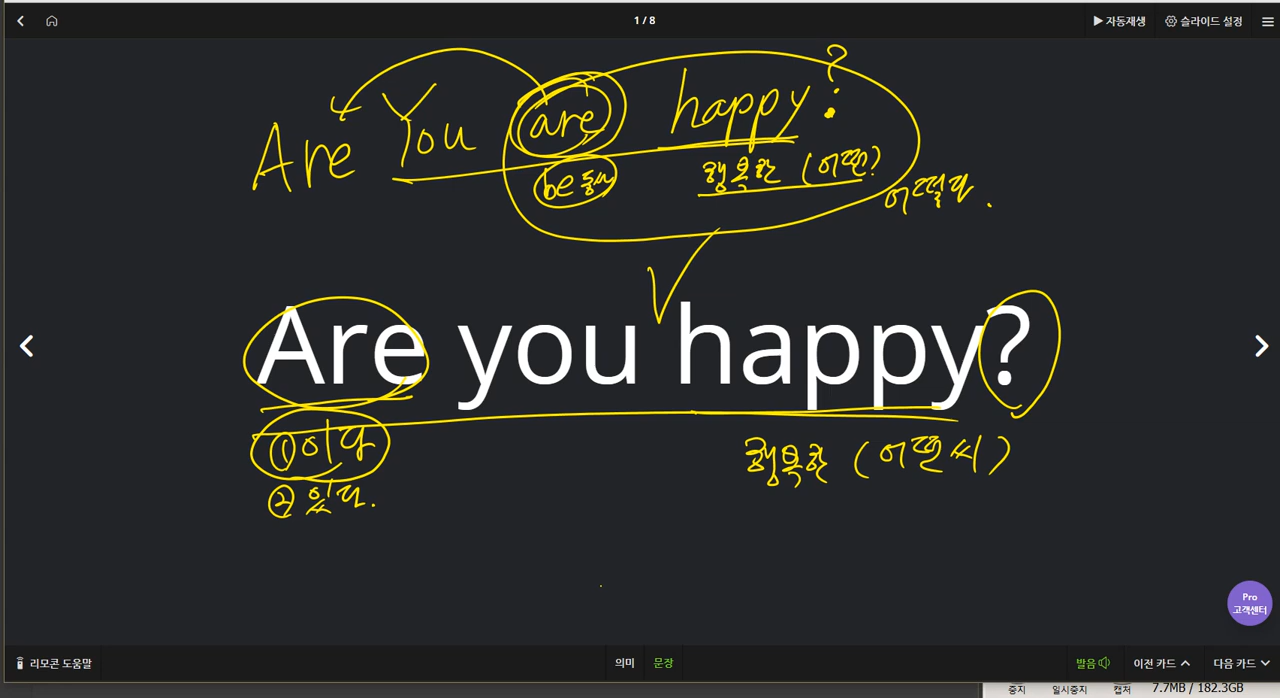 1 / 8
▶자동재생
슬라이드 설정
Are You are happy?
be동사 행복한 (어떤?
어떻다.
Are you happy?
①이다 행복한 (어떤씨)
②있다.
Pro
고객센터
리모콘 도움말
의미
문장
발음
이전 카드
다음 카드
중지
일시중지
캡처
7.7MB / 182.3GB